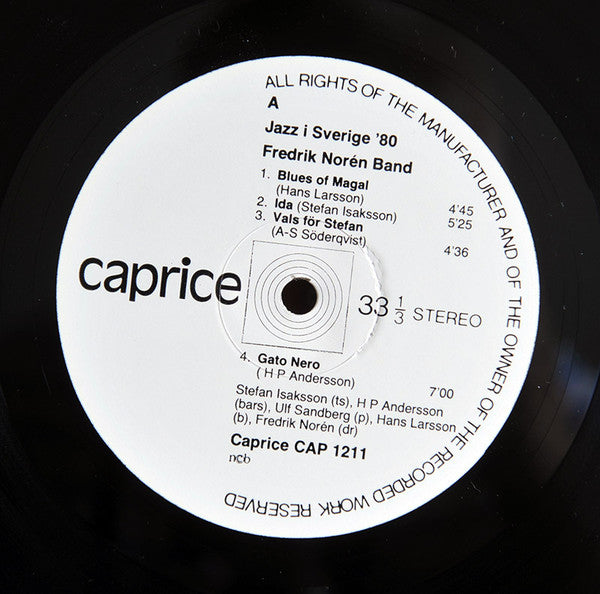 ALL RIGHTS OF THE MANUFACTURER AND OF THE OWNER OF THE RECORDED WORK RESERVED
A
Jazz i Sverige '80
Fredrik Norén Band
1. Blues of Magal
(Hans Larsson) 4'45
2. Ida (Stefan Isaksson) 5'25
3. Vals för Stefan
(A-S Söderqvist) 4'36
caprice
33 1/3 STEREO
4. Gato Nero
(H P Andersson) 7'00
Stefan Isaksson (ts), H P Andersson
(bars), Ulf Sandberg (p), Hans Larsson
(b), Fredrik Norén (dr)
Caprice CAP 1211
ncb